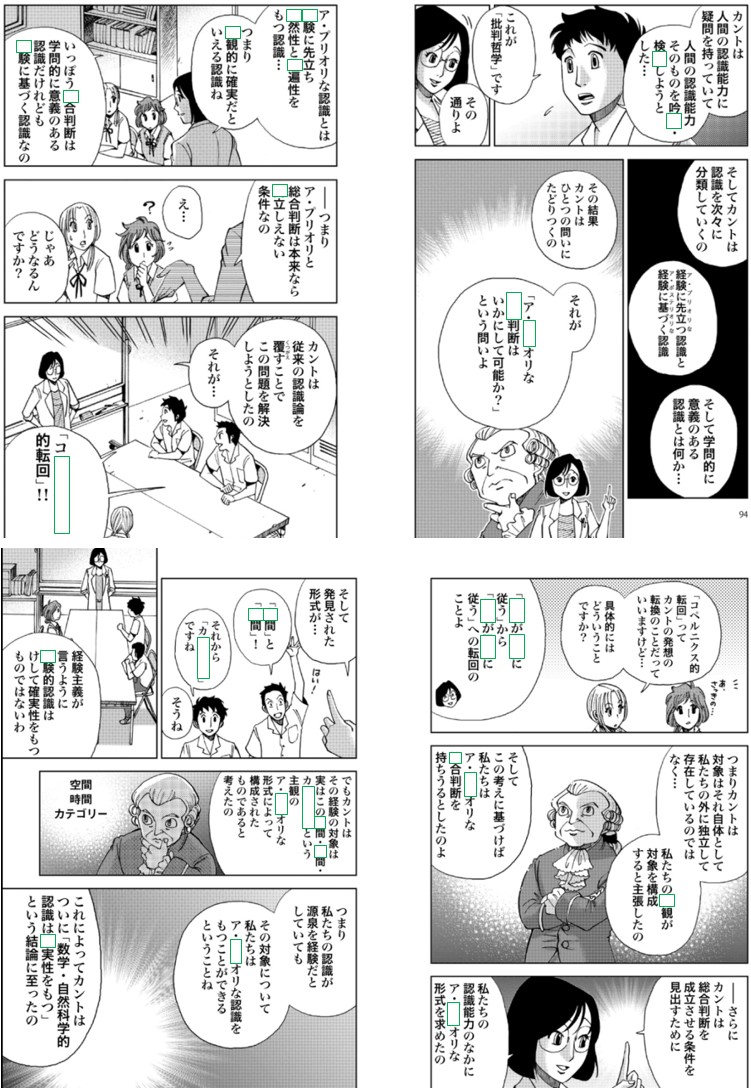 カントは
人間の認識能力に
疑問を持っていて
人間の認識能力
そのものを吟□・
検□しようと
した…
これが
「批判哲学」です
その
通りよ
そしてカントは
認識を次々に
分類していくの
経験に先立つ認識と
ア・プリオリな
経験に基づく認識
ア・ポステリオリな
そして学問的に
意義のある
認識とは何か…
その結果
カントは
ひとつの問いに
たどりつくの
それが
「ア・□オリな
□判断は
いかにして可能か?」
という問いよ
94
ア・プリオリな認識とは
□験に先立ち
□然性と□遍性を
もつ認識…
つまり
□観的に確実だと
いえる認識ね
いっぽう□合判断は
学問的に意義のある
認識だけれども
□験に基づく認識なの
――つまり
ア・プリオリと
総合判断は本来なら
□立しえない
条件なの
え…
?
じゃあ
どうなるん
ですか?
カントは
従来の認識論を
覆すことで
くつがえ
この問題を解決
しようとしたの
それが…
「コ□
的転回」!!
「コペルニクス的
転回」って
カントの発想の
転換のことだって
いいますけど…
あ、
さっきの…
具体的には
どういうこと
ですか?
「□が□に
従う」から
「□が□に
従う」への転回の
ことよ
つまりカントは
対象はそれ自体として
私たちの外に独立して
存在しているのでは
なく…
私たちの□観が
対象を構成
すると主張したの
そして
この考えに基づけば
私たちは
ア・□オリな
□合判断を
持ちうるとしたのよ
――さらに
カントは
総合判断を
成立させる条件を
見出すために
私たちの
認識能力のなかに
ア・□オリな
形式を求めたの
そして
発見された
形式が…
はい!
「□間」と
「□間」!
それから
「カ□」
ですね
そうね
経験主義が
言うように
□験的認識は
けして確実性をもつ
ものではないわ
でもカントは
その経験の対象は
実はこの□間・□間・
カ□という
主観の
ア・□オリな
形式によって
構成された
ものであると
考えたの
空間
時間
カテゴリー
つまり
私たちの認識が
源泉を経験だと
していても
その対象について
私たちは
ア・□オリな認識を
もつことができる
ということね
これによってカントは
ついに「数学・自然科学的
認識は□実性をもつ」
という結論に至ったの